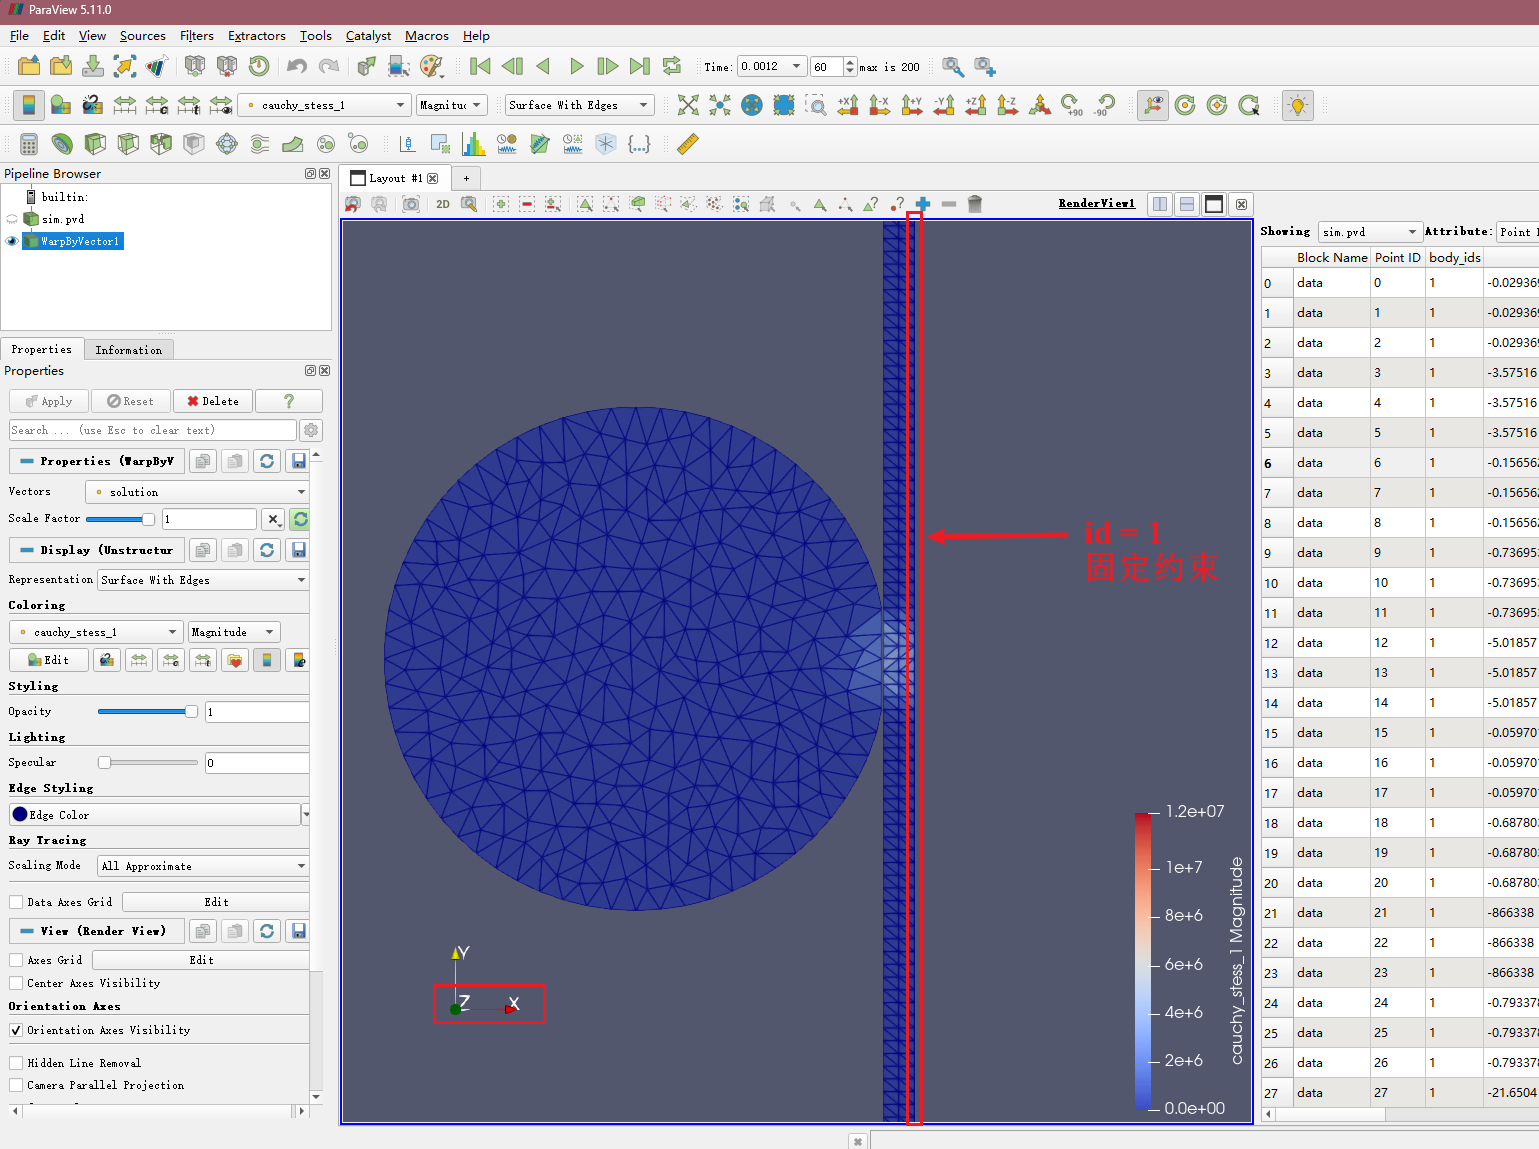 ParaView 5.11.0
File Edit View Sources Filters Extractors Tools Catalyst Macros Help
Time: 0.0012 60 max is 200
cauchy_stess_1 Magnituc Surface With Edges
+X -X +Y -Y +Z -Z +90 -90
Pipeline Browser
builtin:
sim.pvd
WarpByVector1
Properties Information
Properties
Apply Reset Delete ?
Search ... (use Esc to clear text)
Properties (WarpByV
Vectors solution
Scale Factor 1
Display (Unstructur
Representation Surface With Edges
Coloring
cauchy_stess_1 Magnitude
Edit
Styling
Opacity 1
Lighting
Specular 0
Edge Styling
Edge Color
Ray Tracing
Scaling Mode All Approximate
Data Axes Grid Edit
View (Render View)
Axes Grid Edit
Center Axes Visibility
Orientation Axes
Orientation Axes Visibility
Hidden Line Removal
Camera Parallel Projection
Layout #1 +
2D
RenderView1
id = 1
固定约束
Y
Z X
1.2e+07
1e+7
8e+6
6e+6
4e+6
2e+6
0.0e+00
cauchy_stess_1 Magnitude
Showing sim.pvd Attribute: Point
Block Name Point ID body_ids
0 data 0 1 -0.02936
1 data 1 1 -0.02936
2 data 2 1 -0.02936
3 data 3 1 -3.57516
4 data 4 1 -3.57516
5 data 5 1 -3.57516
6 data 6 1 -0.15656
7 data 7 1 -0.15656
8 data 8 1 -0.15656
9 data 9 1 -0.73695
10 data 10 1 -0.73695
11 data 11 1 -0.73695
12 data 12 1 -5.01857
13 data 13 1 -5.01857
14 data 14 1 -5.01857
15 data 15 1 -0.05970
16 data 16 1 -0.05970
17 data 17 1 -0.05970
18 data 18 1 -0.68780
19 data 19 1 -0.68780
20 data 20 1 -0.68780
21 data 21 1 -866338
22 data 22 1 -866338
23 data 23 1 -866338
24 data 24 1 -0.79337
25 data 25 1 -0.79337
26 data 26 1 -0.79337
27 data 27 1 -21.6504